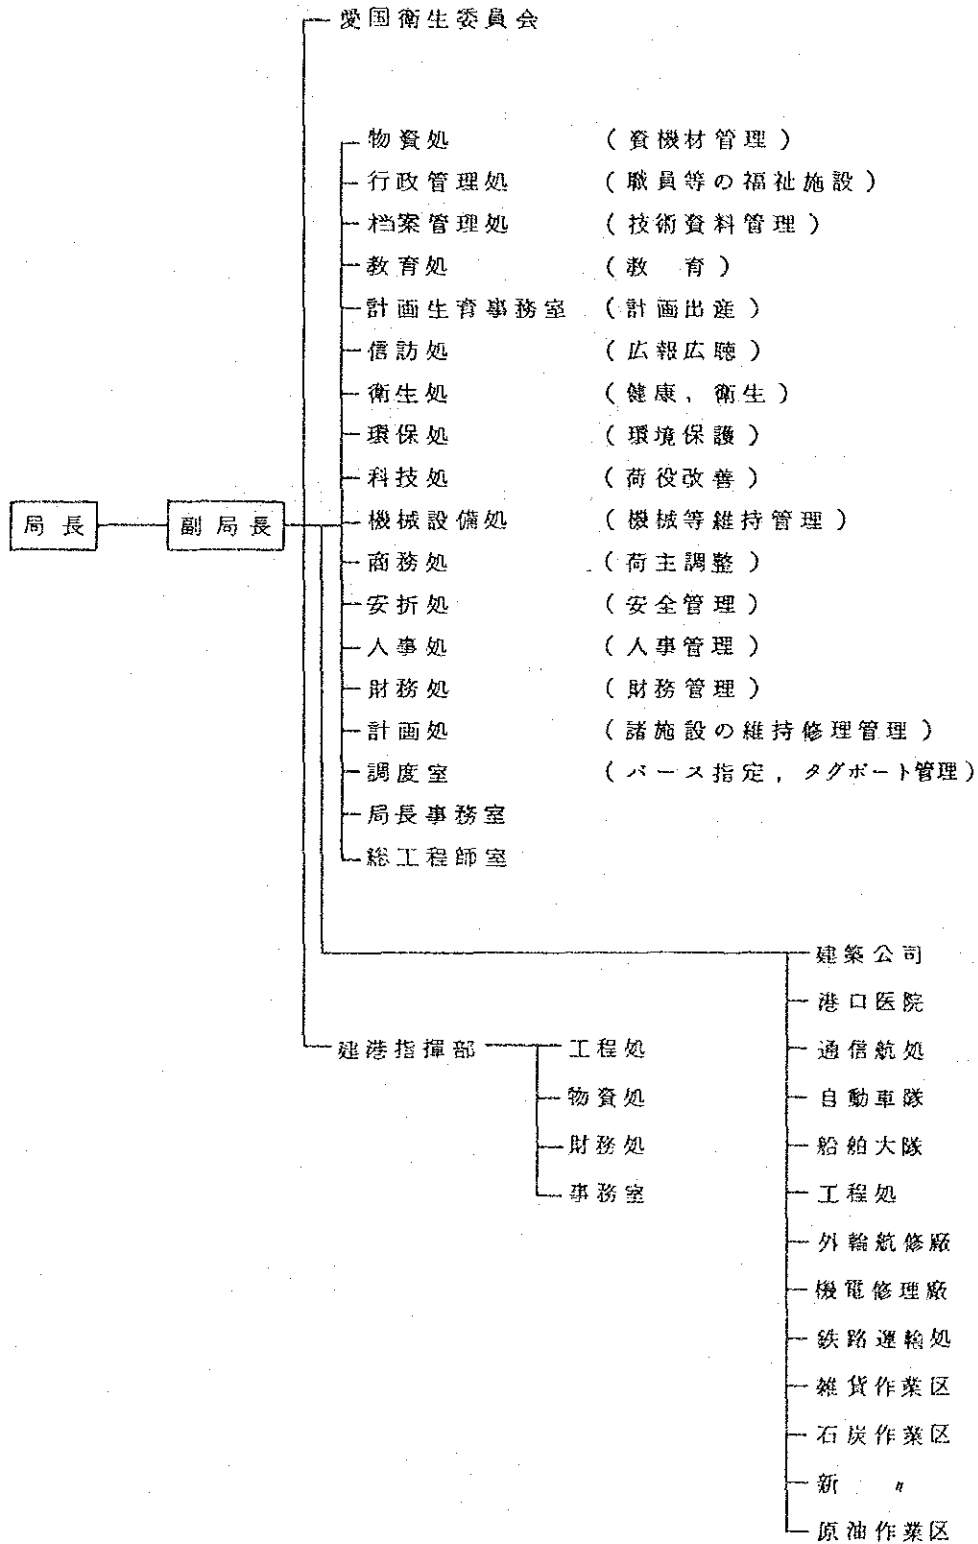 愛国衛生委員会
物資処 (資機材管理)
行政管理処 (職員等の福祉施設)
档案管理処 (技術資料管理)
教育処 (教 育)
計画生育事務室 (計画出産)
信訪処 (広報広聴)
衛生処 (健康, 衛生)
環保処 (環境保護)
科技処 (荷役改善)
局長 副局長 機械設備処 (機械等維持管理)
商務処 (荷主調整)
安折処 (安全管理)
人事処 (人事管理)
財務処 (財務管理)
計画処 (諸施設の維持修理管理)
調度室 (バース指定, タグボート管理)
局長事務室
総工程師室
建築公司
港口医院
建港指揮部 工程処 通信航処
物資処 自動車隊
財務処 船舶大隊
事務室 工程処
外輪航修廠
機電修理廠
鉄路運輸処
雑貨作業区
石炭作業区
新 〃
原油作業区